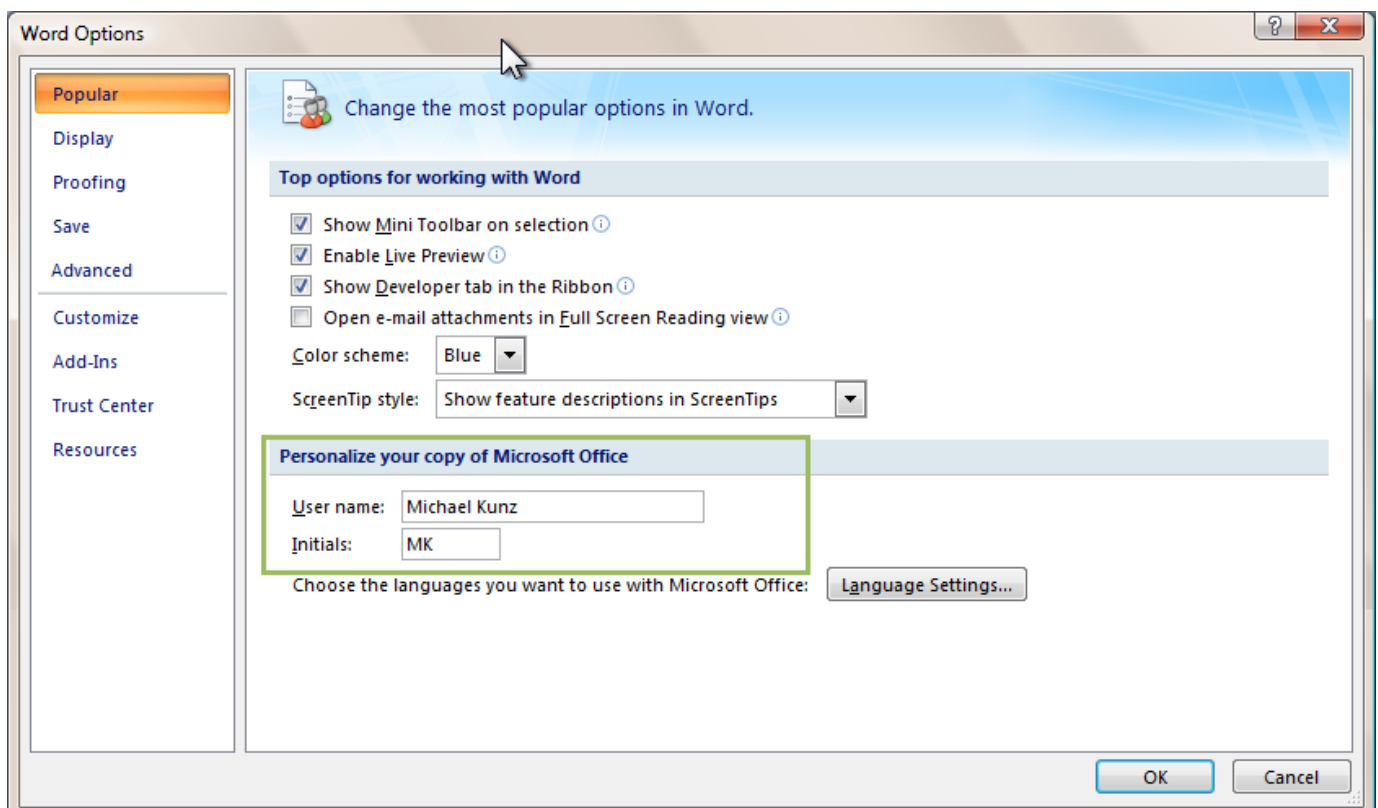 Word Options
Popular
Display
Proofing
Save
Advanced
Customize
Add-Ins
Trust Center
Resources
Change the most popular options in Word.
Top options for working with Word
Show Mini Toolbar on selection
Enable Live Preview
Show Developer tab in the Ribbon
Open e-mail attachments in Full Screen Reading view
Color scheme: Blue
ScreenTip style: Show feature descriptions in ScreenTips
Personalize your copy of Microsoft Office
User name: Michael Kunz
Initials: MK
Choose the languages you want to use with Microsoft Office: Language Settings...
OK Cancel